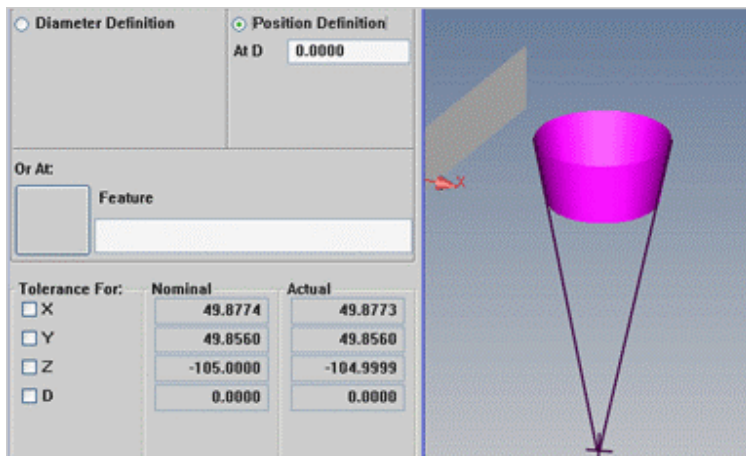 Diameter Definition
Position Definition
At D 0.0000
Or At:
Feature
Tolerance For: Nominal Actual
X 49.8774 49.8773
Y 49.8560 49.8560
Z -105.0000 -104.9999
D 0.0000 0.0000
X